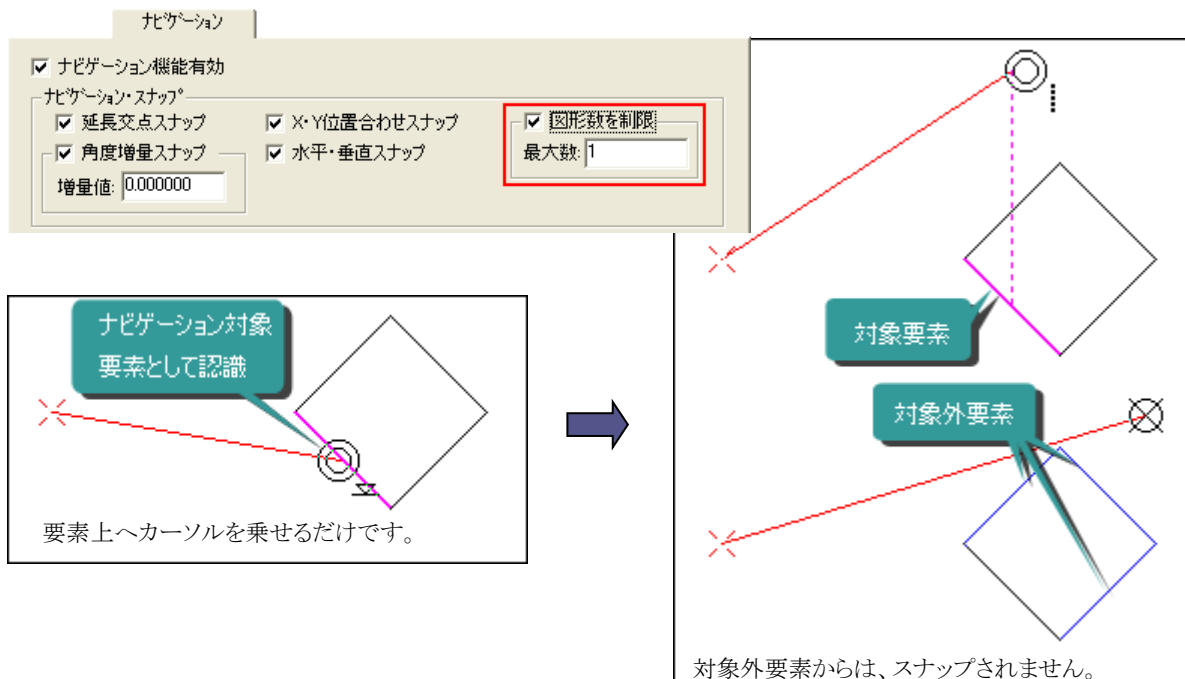 ナビゲーション
ナビゲーション機能有効
ナビゲーション・スナップ
延長交点スナップ
X・Y位置合わせスナップ
図形数を制限
角度増量スナップ
水平・垂直スナップ
最大数: 1
増量値: 0.000000
ナビゲーション対象
要素として認識
要素上へカーソルを乗せるだけです。
対象要素
対象外要素
対象外要素からは、スナップされません。